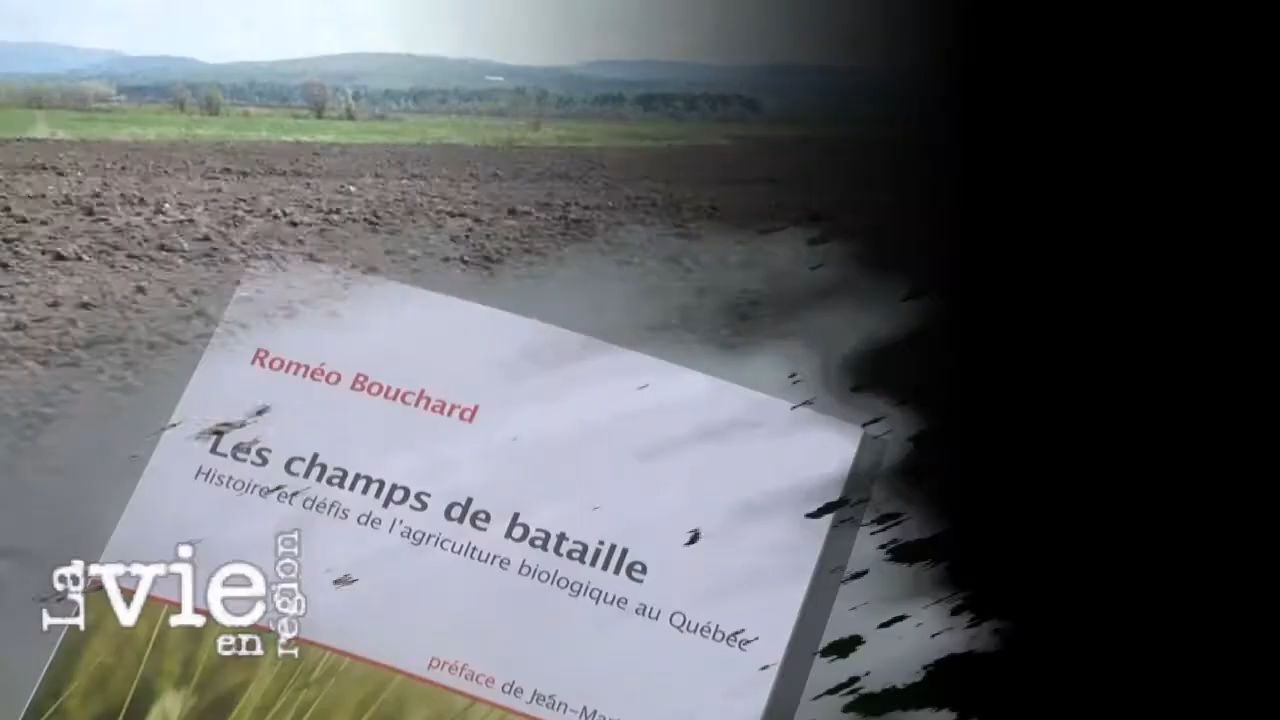 Roméo Bouchard
Les champs de bataille
Histoire et défis de l'agriculture biologique au Québec
préface de
La vie en région